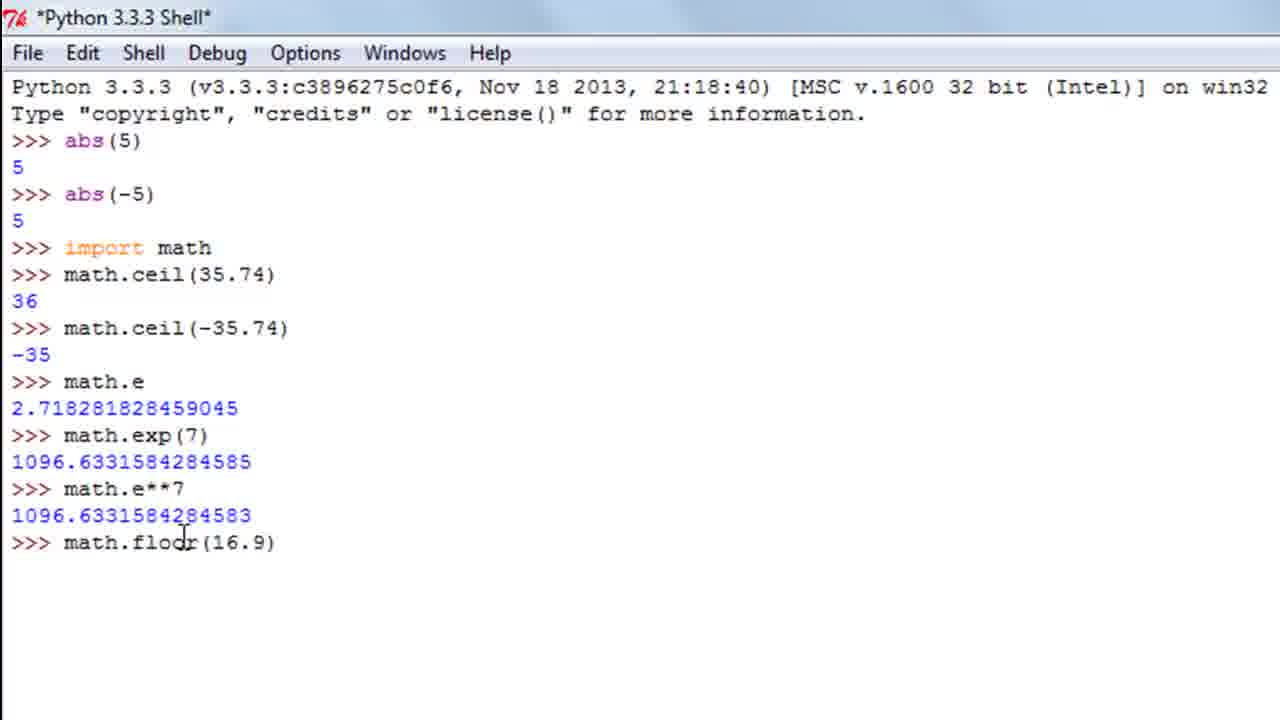 *Python 3.3.3 Shell*
File Edit Shell Debug Options Windows Help
Python 3.3.3 (v3.3.3:c3896275c0f6, Nov 18 2013, 21:18:40) [MSC v.1600 32 bit (Intel)] on win32
Type "copyright", "credits" or "license()" for more information.
>>> abs(5)
5
>>> abs(-5)
5
>>> import math
>>> math.ceil(35.74)
36
>>> math.ceil(-35.74)
-35
>>> math.e
2.718281828459045
>>> math.exp(7)
1096.6331584284585
>>> math.e**7
1096.6331584284583
>>> math.floor(16.9)